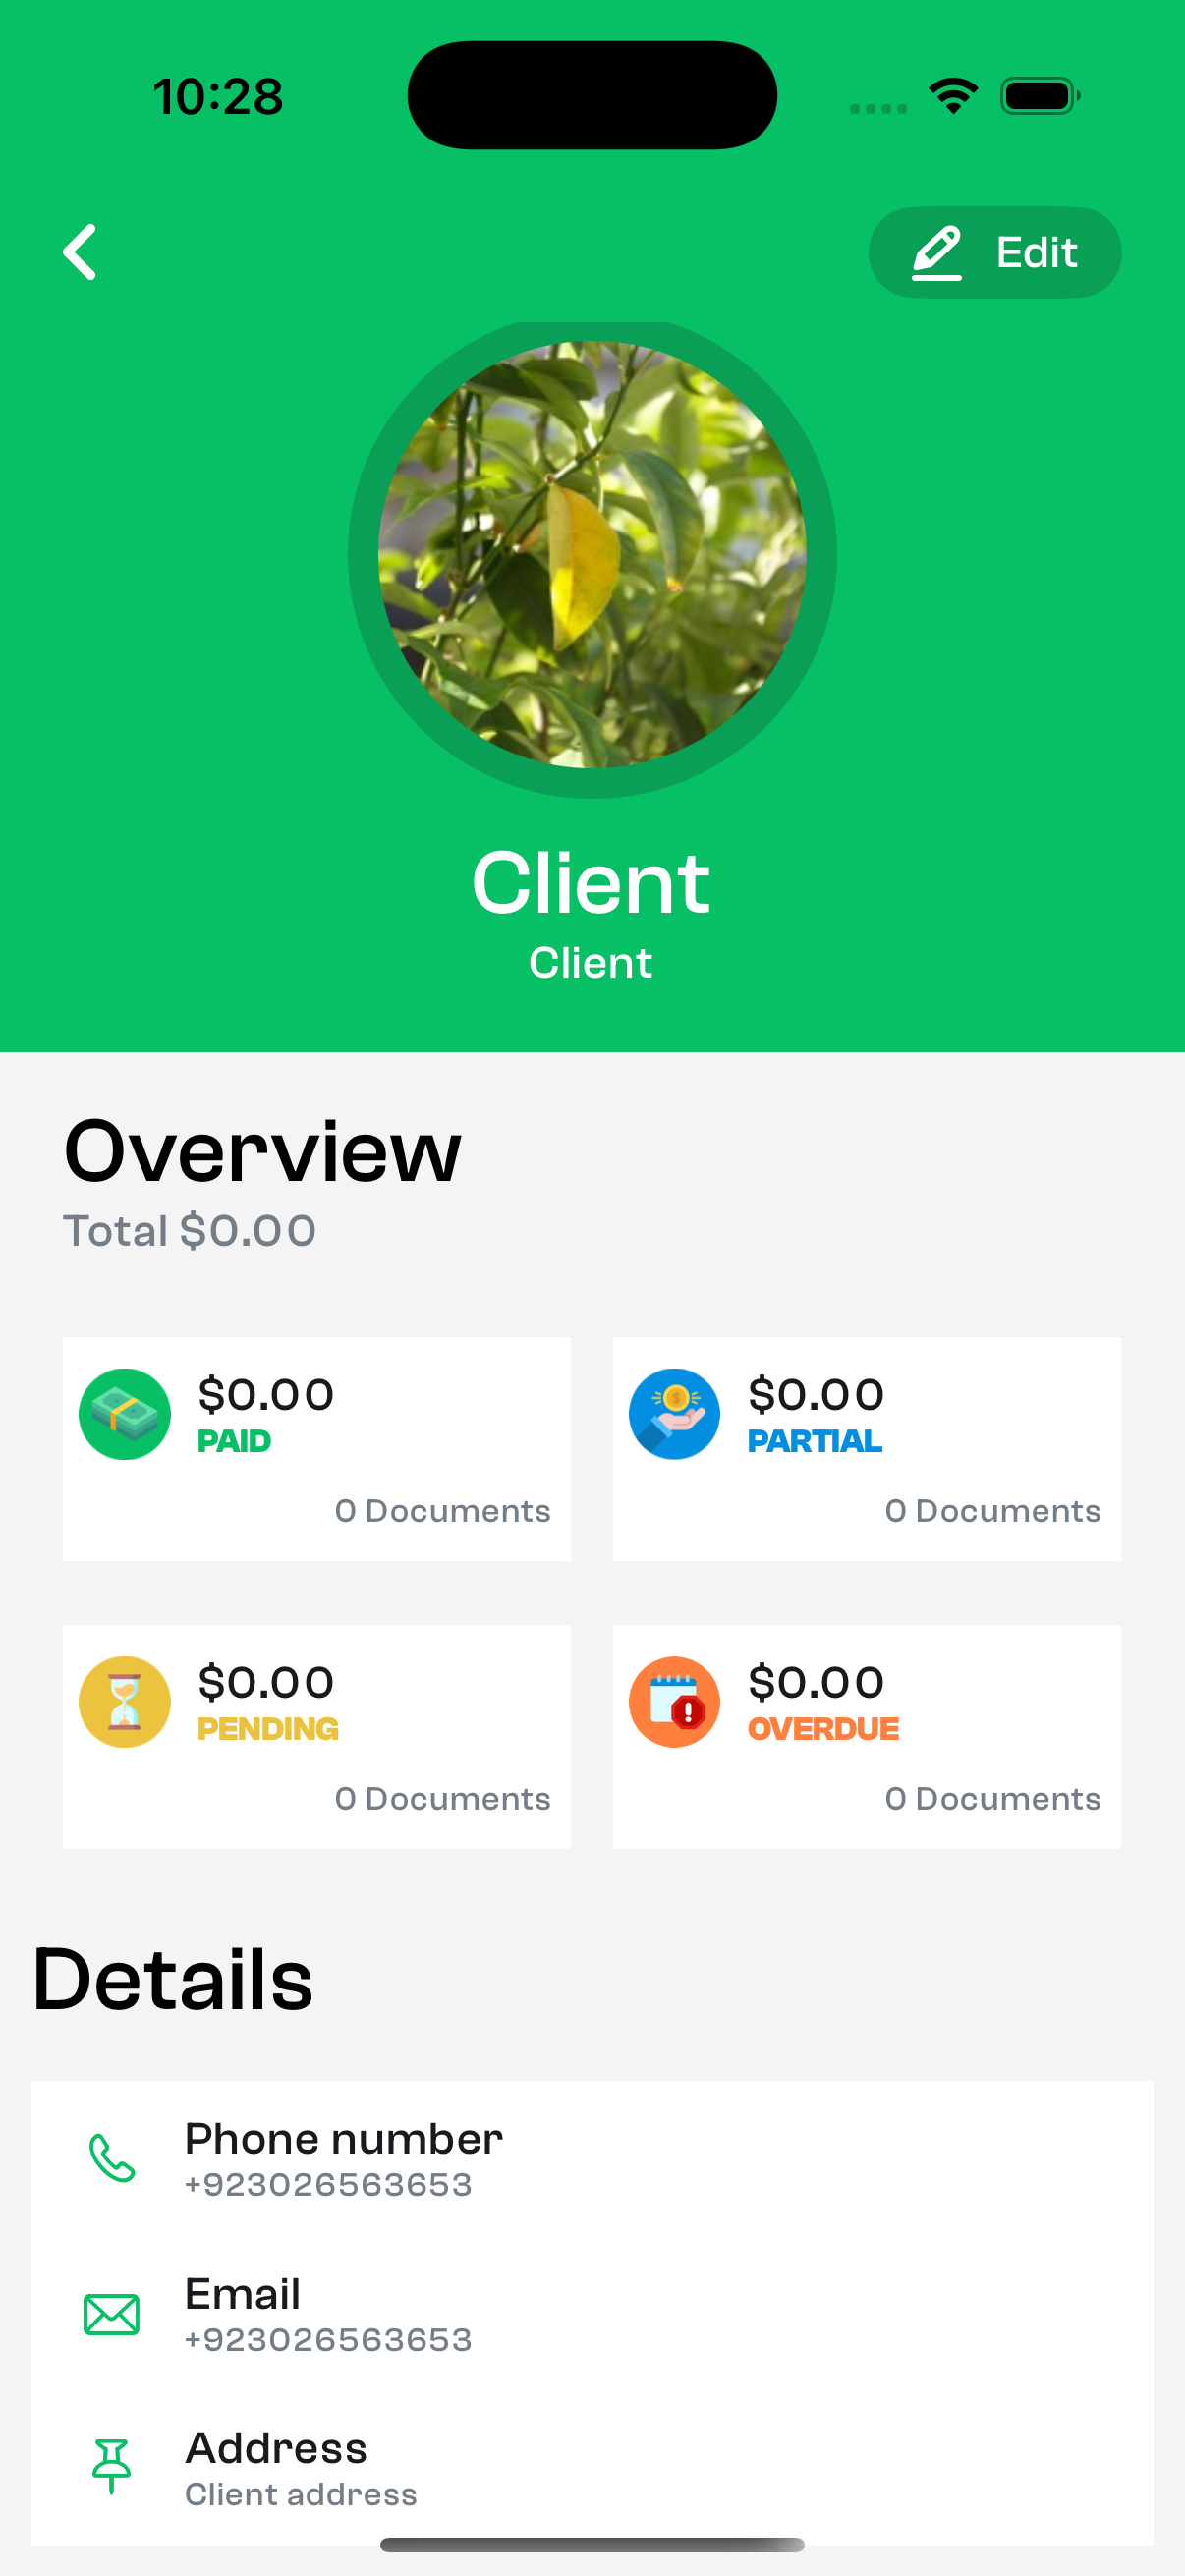 10:28
Edit
Client
Client
Overview
Total $0.00
$0.00
PAID
0 Documents
$0.00
PARTIAL
0 Documents
$0.00
PENDING
0 Documents
$0.00
OVERDUE
0 Documents
Details
Phone number
+923026563653
Email
+923026563653
Address
Client address